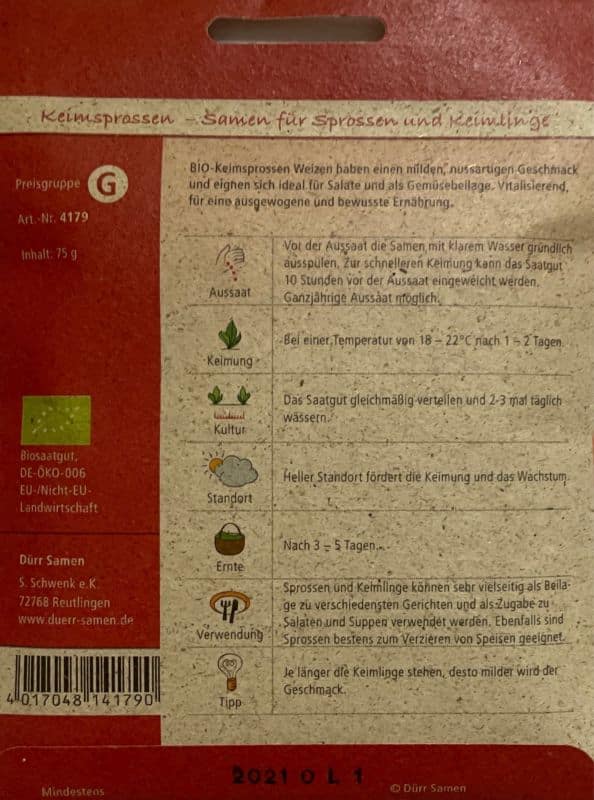 Keimsprossen – Samen für Sprossen und Keimlinge
Preisgruppe G
Art.-Nr. 4179
Inhalt: 75 g
BIO-Keimsprossen Weizen haben einen milden, nussartigen Geschmack
und eignen sich ideal für Salate und als Gemüsebeilage. Vitalisierend,
für eine ausgewogene und bewusste Ernährung.
Aussaat
Vor der Aussaat die Samen mit klarem Wasser gründlich
ausspülen. Zur schnelleren Keimung kann das Saatgut
10 Stunden vor der Aussaat eingeweicht werden.
Ganzjährige Aussaat möglich.
Keimung
Bei einer Temperatur von 18 – 22°C nach 1 – 2 Tagen.
Kultur
Das Saatgut gleichmäßig verteilen und 2-3 mal täglich
wässern.
Standort
Heller Standort fördert die Keimung und das Wachstum.
Ernte
Nach 3 – 5 Tagen.
Verwendung
Sprossen und Keimlinge können sehr vielseitig als Beila-
ge zu verschiedensten Gerichten und als Zugabe zu
Salaten und Suppen verwendet werden. Ebenfalls sind
Sprossen bestens zum Verzieren von Speisen geeignet.
Tipp
Je länger die Keimlinge stehen, desto milder wird der
Geschmack.
Biosaatgut,
DE-ÖKO-006
EU-/Nicht-EU-
Landwirtschaft
Dürr Samen
S. Schwenk e.K.
72768 Reutlingen
www.duerr-samen.de
4 017048 141790
2021 O L 1
Mindestens
© Dürr Samen